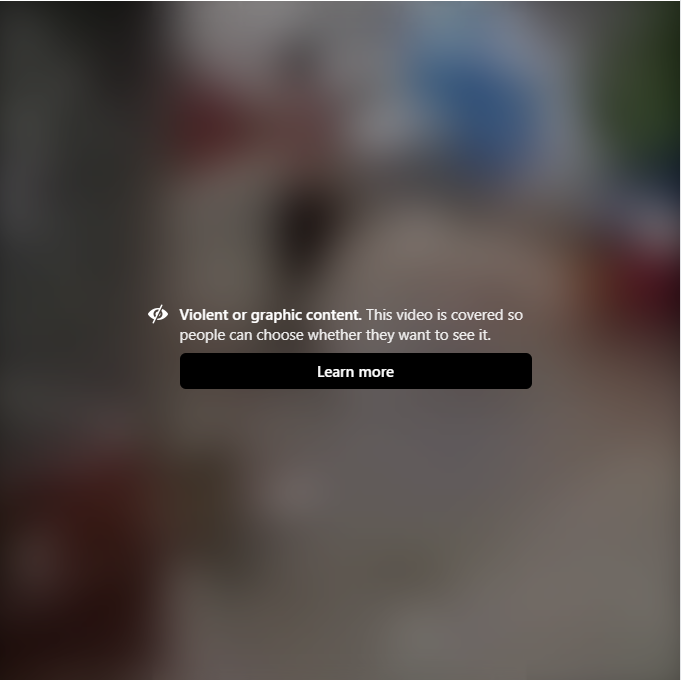 Violent or graphic content. This video is covered so
people can choose whether they want to see it.
Learn more